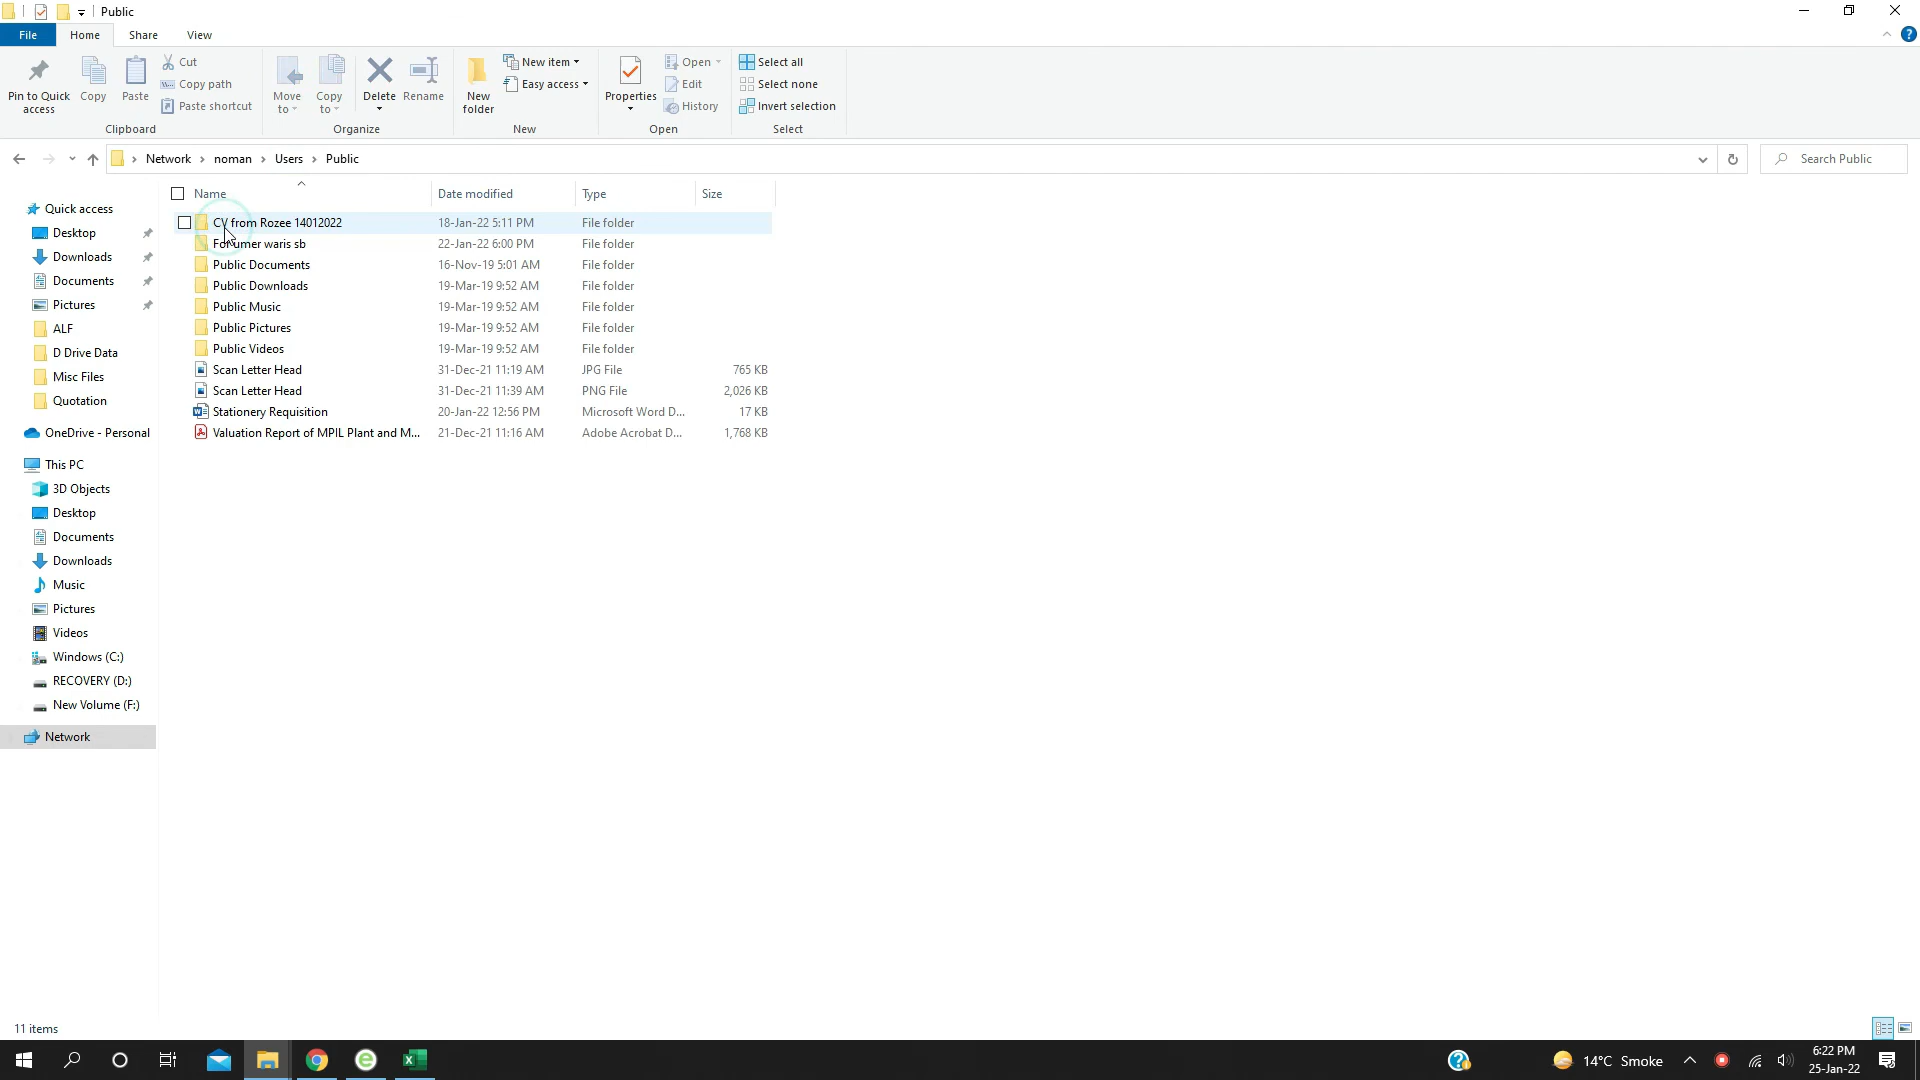 Public
File Home Share View
Pin to Quick access
Copy
Paste
Cut
Copy path
Paste shortcut
Clipboard
Move to
Copy to
Delete
Rename
Organize
New folder
New item
Easy access
New
Properties
Open
Edit
History
Open
Select all
Select none
Invert selection
Select
Network > noman > Users > Public
Search Public
Name Date modified Type Size
CV from Rozee 14012022 18-Jan-22 5:11 PM File folder
For umer waris sb 22-Jan-22 6:00 PM File folder
Public Documents 16-Nov-19 5:01 AM File folder
Public Downloads 19-Mar-19 9:52 AM File folder
Public Music 19-Mar-19 9:52 AM File folder
Public Pictures 19-Mar-19 9:52 AM File folder
Public Videos 19-Mar-19 9:52 AM File folder
Scan Letter Head 31-Dec-21 11:19 AM JPG File 765 KB
Scan Letter Head 31-Dec-21 11:39 AM PNG File 2,026 KB
Stationery Requisition 20-Jan-22 12:56 PM Microsoft Word D... 17 KB
Valuation Report of MPIL Plant and M... 21-Dec-21 11:16 AM Adobe Acrobat D... 1,768 KB
Quick access
Desktop
Downloads
Documents
Pictures
ALF
D Drive Data
Misc Files
Quotation
OneDrive - Personal
This PC
3D Objects
Desktop
Documents
Downloads
Music
Pictures
Videos
Windows (C:)
RECOVERY (D:)
New Volume (F:)
Network
11 items
14°C Smoke
6:22 PM
25-Jan-22